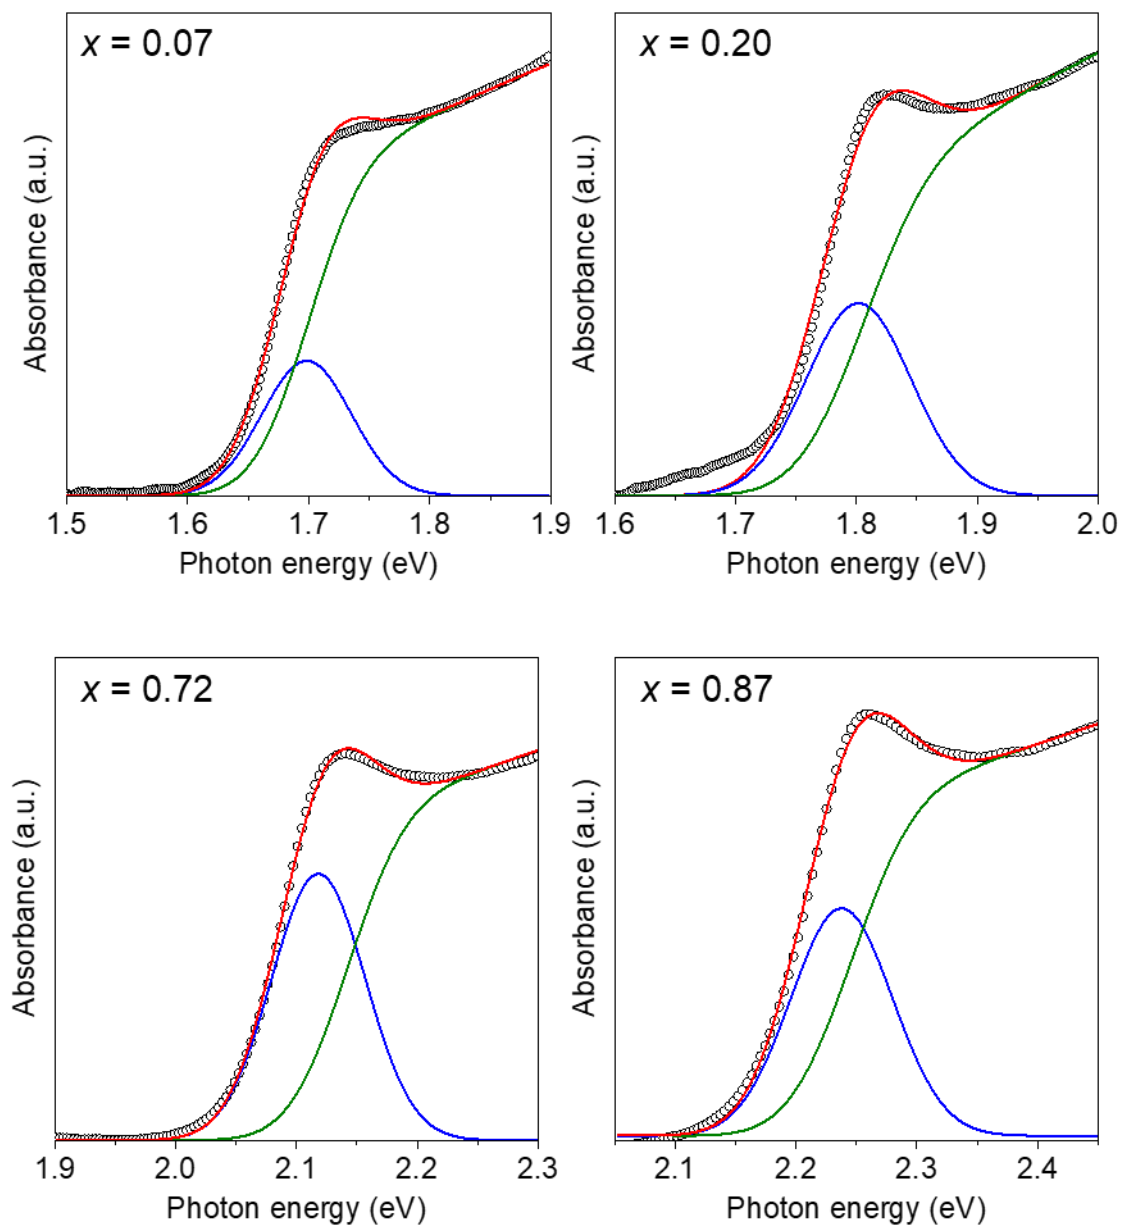 x = 0.07
Absorbance (a.u.)
1.5 1.6 1.7 1.8 1.9
Photon energy (eV)
x = 0.20
Absorbance (a.u.)
1.6 1.7 1.8 1.9 2.0
Photon energy (eV)
x = 0.72
Absorbance (a.u.)
1.9 2.0 2.1 2.2 2.3
Photon energy (eV)
x = 0.87
Absorbance (a.u.)
2.1 2.2 2.3 2.4
Photon energy (eV)